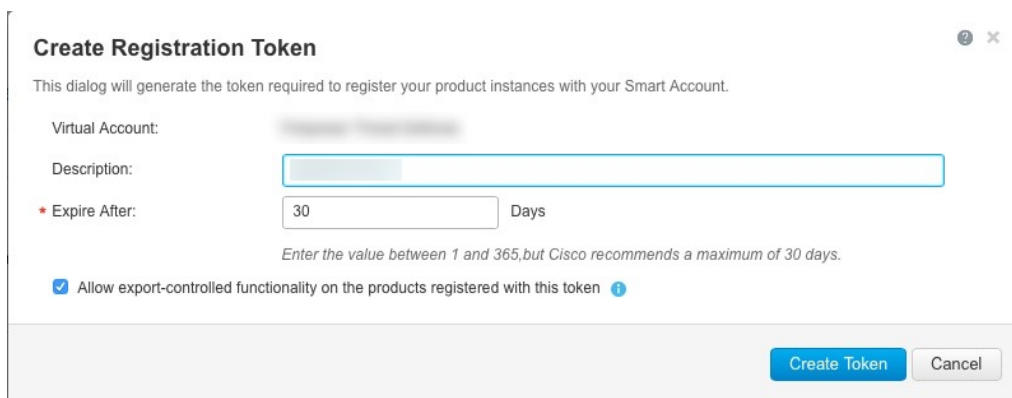 Create Registration Token
This dialog will generate the token required to register your product instances with your Smart Account.
Virtual Account:
Description:
* Expire After: 30 Days
Enter the value between 1 and 365,but Cisco recommends a maximum of 30 days.
Allow export-controlled functionality on the products registered with this token
Create Token Cancel